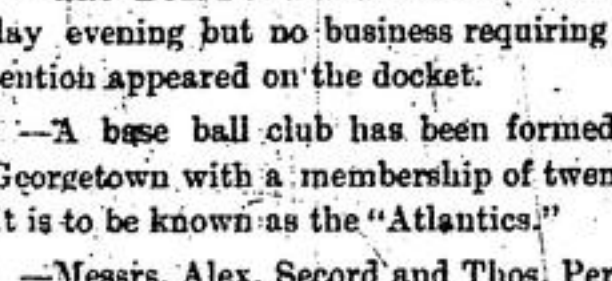 day evening but no business requiring
ention appeared on the docket.
—A base ball club has been formed
Georgetown with a membership of twen
t is to be known as the "Atlantics."
—Messrs. Alex. Secord and Thos. Per